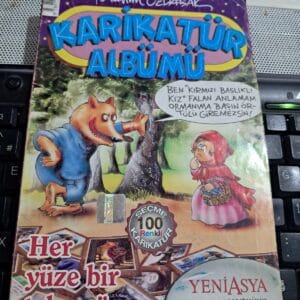 KARİKATÜR
ALBÜMÜ
BEN "KIRMIZI BAŞLIKLI
KIZ" FALAN ANLAMAM
ORMANIMA BAŞIN ÖR-
TÜLÜ GİREMEZSİN!
SEÇME
100
Renkli
KARİKATÜR
Her
yüze bir
YENİASYA